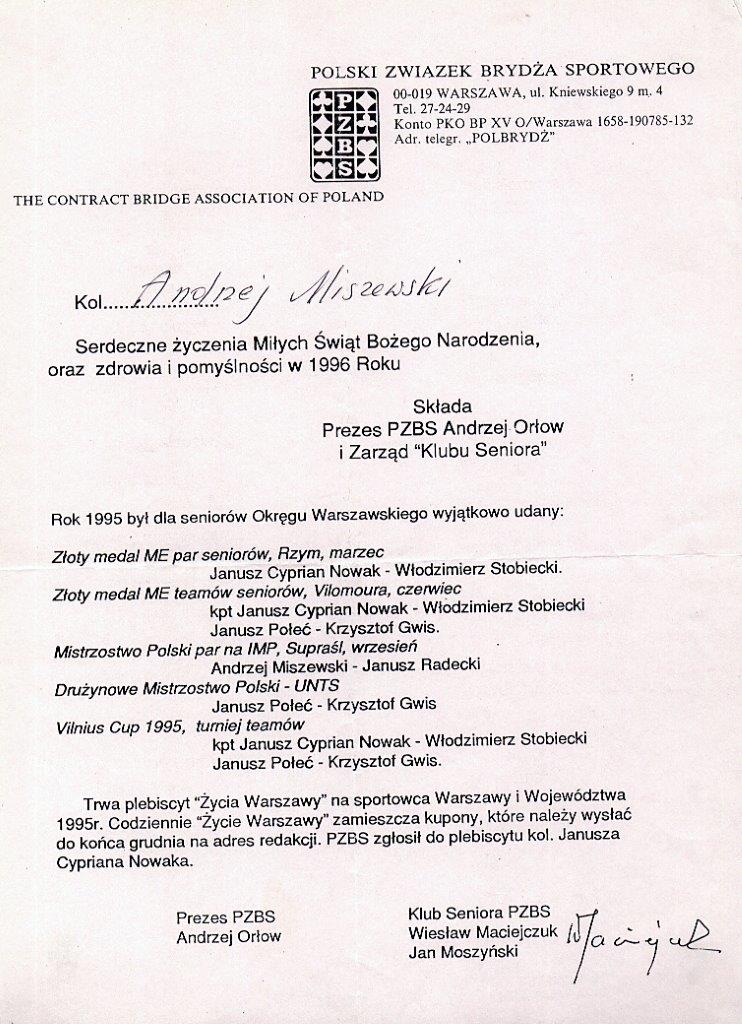 POLSKI ZWIAZEK BRYDŻA SPORTOWEGO
00-019 WARSZAWA, ul. Kniewskiego 9 m. 4
Tel. 27-24-29
Konto PKO BP XV O/Warszawa 1658-190785-132
Adr. telegr. „POLBRYDŻ”
P
Z
B
S
THE CONTRACT BRIDGE ASSOCIATION OF POLAND
Kol.................... Andrzej Miszewski
Serdeczne życzenia Miłych Świąt Bożego Narodzenia,
oraz zdrowia i pomyślności w 1996 Roku
Składa
Prezes PZBS Andrzej Orłow
i Zarząd “Klubu Seniora”
Rok 1995 był dla seniorów Okręgu Warszawskiego wyjątkowo udany:
Złoty medal ME par seniorów, Rzym, marzec
Janusz Cyprian Nowak - Włodzimierz Stobiecki.
Złoty medal ME teamów seniorów, Vilomoura, czerwiec
kpt Janusz Cyprian Nowak - Włodzimierz Stobiecki
Janusz Połeć - Krzysztof Gwis.
Mistrzostwo Polski par na IMP, Supraśl, wrzesień
Andrzej Miszewski - Janusz Radecki
Drużynowe Mistrzostwo Polski - UNTS
Janusz Połeć - Krzysztof Gwis
Vilnius Cup 1995, turniej teamów
kpt Janusz Cyprian Nowak - Włodzimierz Stobiecki
Janusz Połeć - Krzysztof Gwis.
Trwa plebiscyt “Życia Warszawy” na sportowca Warszawy i Województwa
1995r. Codziennie “Życie Warszawy” zamieszcza kupony, które należy wysłać
do końca grudnia na adres redakcji. PZBS zgłosił do plebiscytu kol. Janusza
Cypriana Nowaka.
Prezes PZBS
Andrzej Orłow
Klub Seniora PZBS
Wiesław Maciejczuk
Jan Moszyński